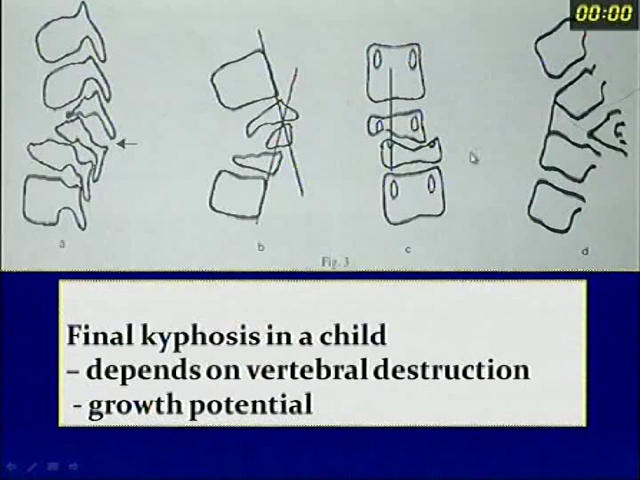 00:00
a
b
c
d
Fig. 3
Final kyphosis in a child
– depends on vertebral destruction
- growth potential